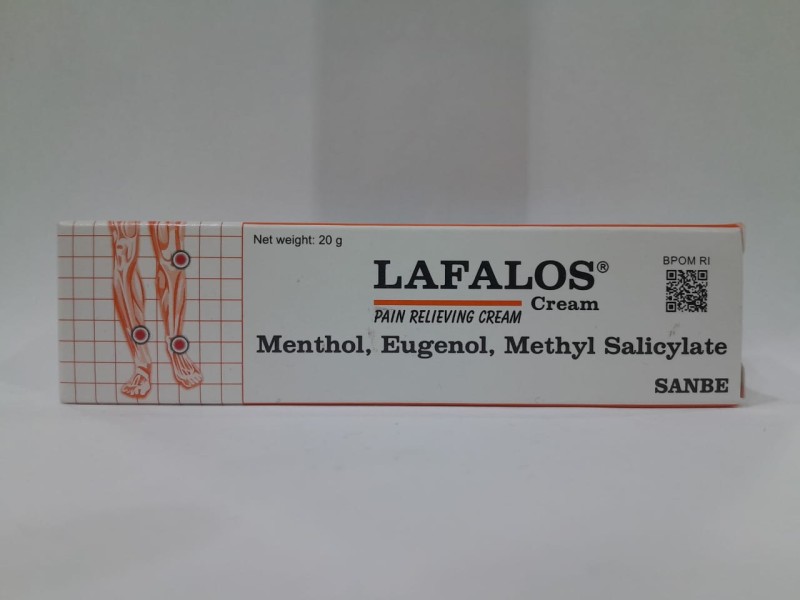 Net weight: 20 g
LAFALOS®
Cream
PAIN RELIEVING CREAM
BPOM RI
Menthol, Eugenol, Methyl Salicylate
SANBE